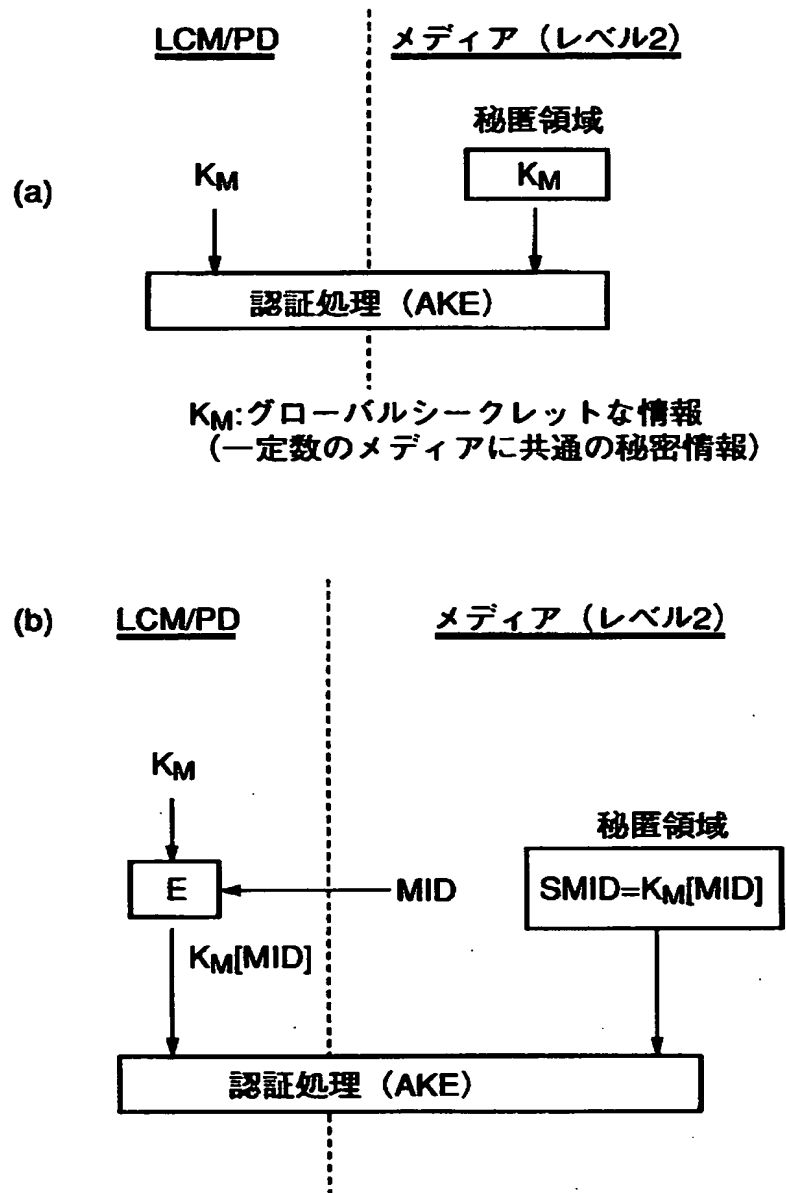 LCM/PD メディア（レベル2）
秘匿領域
(a) KM KM
認証処理（AKE）
KM:グローバルシークレットな情報
（一定数のメディアに共通の秘密情報）
(b) LCM/PD メディア（レベル2）
KM
秘匿領域
E MID SMID=KM[MID]
KM[MID]
認証処理（AKE）